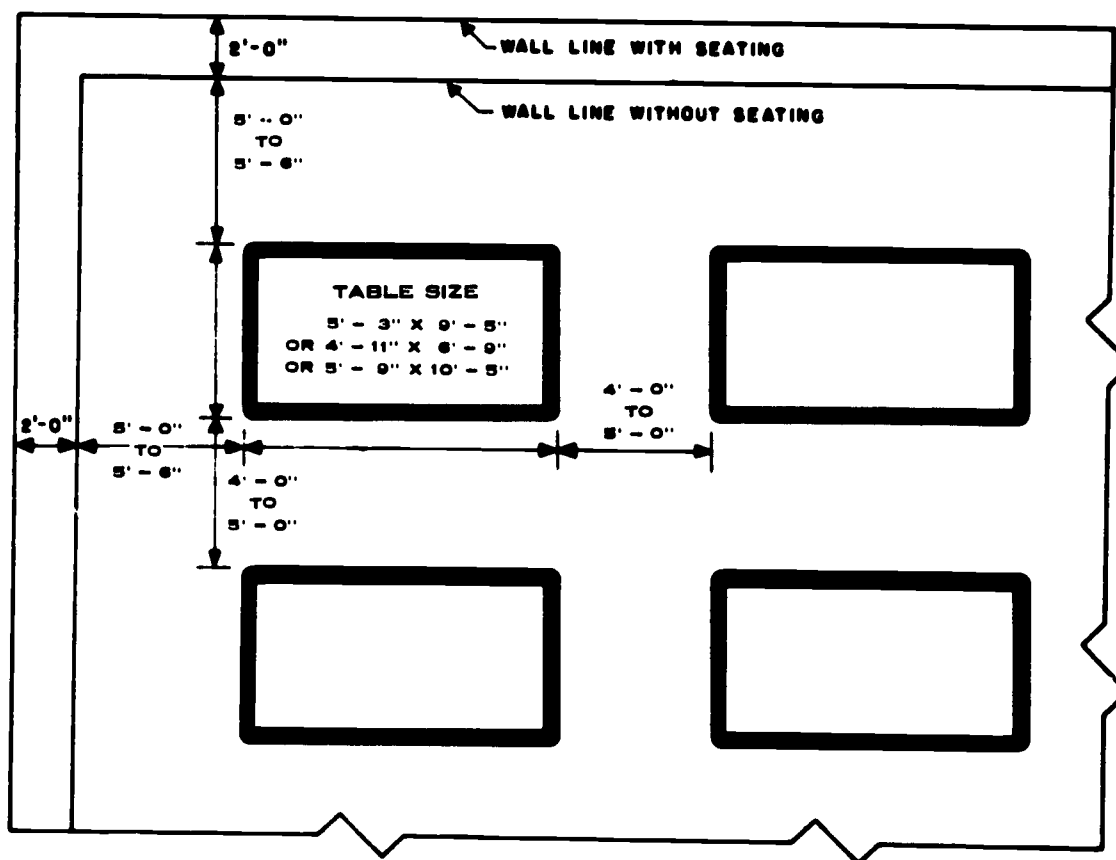 2'-0"
WALL LINE WITH SEATING
WALL LINE WITHOUT SEATING
5'-0"
TO
5'-6"
TABLE SIZE
5'-3" X 9'-5"
OR 4'-11" X 8'-9"
OR 5'-9" X 10'-5"
4'-0"
TO
5'-0"
2'-0"
5'-0"
TO
5'-6"
4'-0"
TO
5'-0"